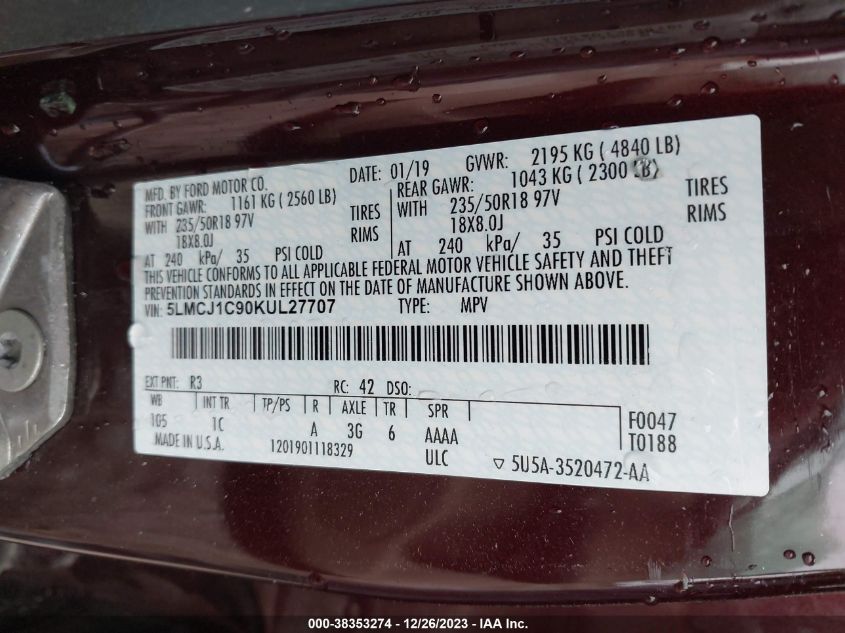 MFD. BY FORD MOTOR CO.
DATE: 01/19 GVWR: 2195 KG ( 4840 LB)
FRONT GAWR: 1161 KG ( 2560 LB)
REAR GAWR: 1043 KG ( 2300 LB)
WITH 235/50R18 97V TIRES
WITH 235/50R18 97V TIRES
18X8.0J RIMS
18X8.0J RIMS
AT 240 kPa/ 35 PSI COLD
AT 240 kPa/ 35 PSI COLD
THIS VEHICLE CONFORMS TO ALL APPLICABLE FEDERAL MOTOR VEHICLE SAFETY AND THEFT
PREVENTION STANDARDS IN EFFECT ON THE DATE OF MANUFACTURE SHOWN ABOVE.
VIN: 5LMCJ1C90KUL27707 TYPE: MPV
EXT PNT: R3 RC: 42 DSO:
WB INT TR TP/PS R AXLE TR SPR
105 1C A 3G 6 AAAA
F0047
T0188
MADE IN U.S.A. 1201901118329 ULC
▽ 5U5A-3520472-AA
000-38353274 - 12/26/2023 - IAA Inc.